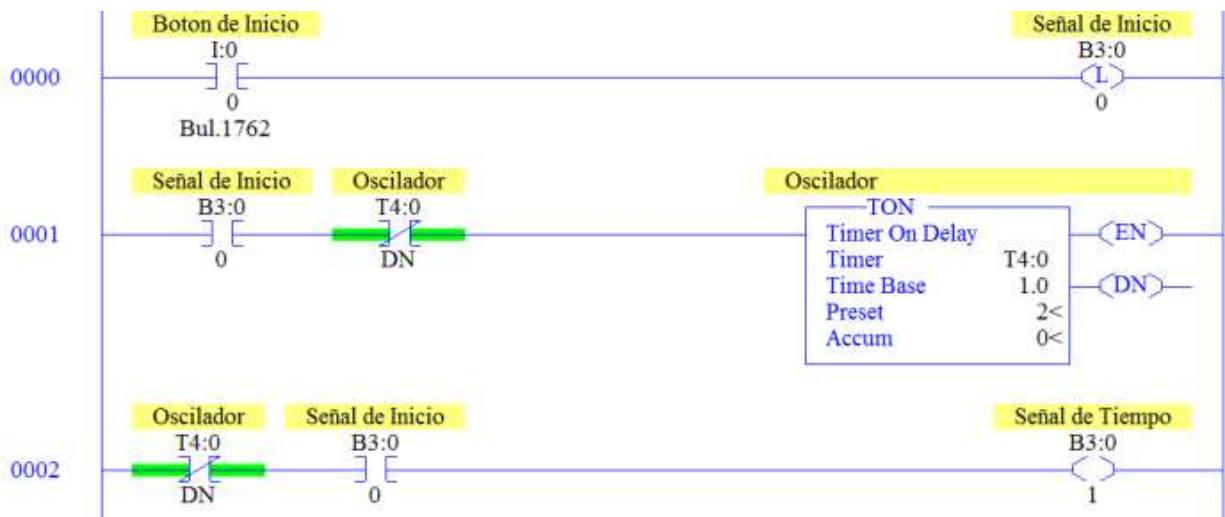 Boton de Inicio Señal de Inicio
I:0 B3:0
0000 L
0 0
Bul.1762
Señal de Inicio Oscilador Oscilador
B3:0 T4:0 TON
0001 Timer On Delay EN
0 DN Timer T4:0
Time Base 1.0 DN
Preset 2<
Accum 0<
Oscilador Señal de Inicio Señal de Tiempo
T4:0 B3:0 B3:0
0002
DN 0 1